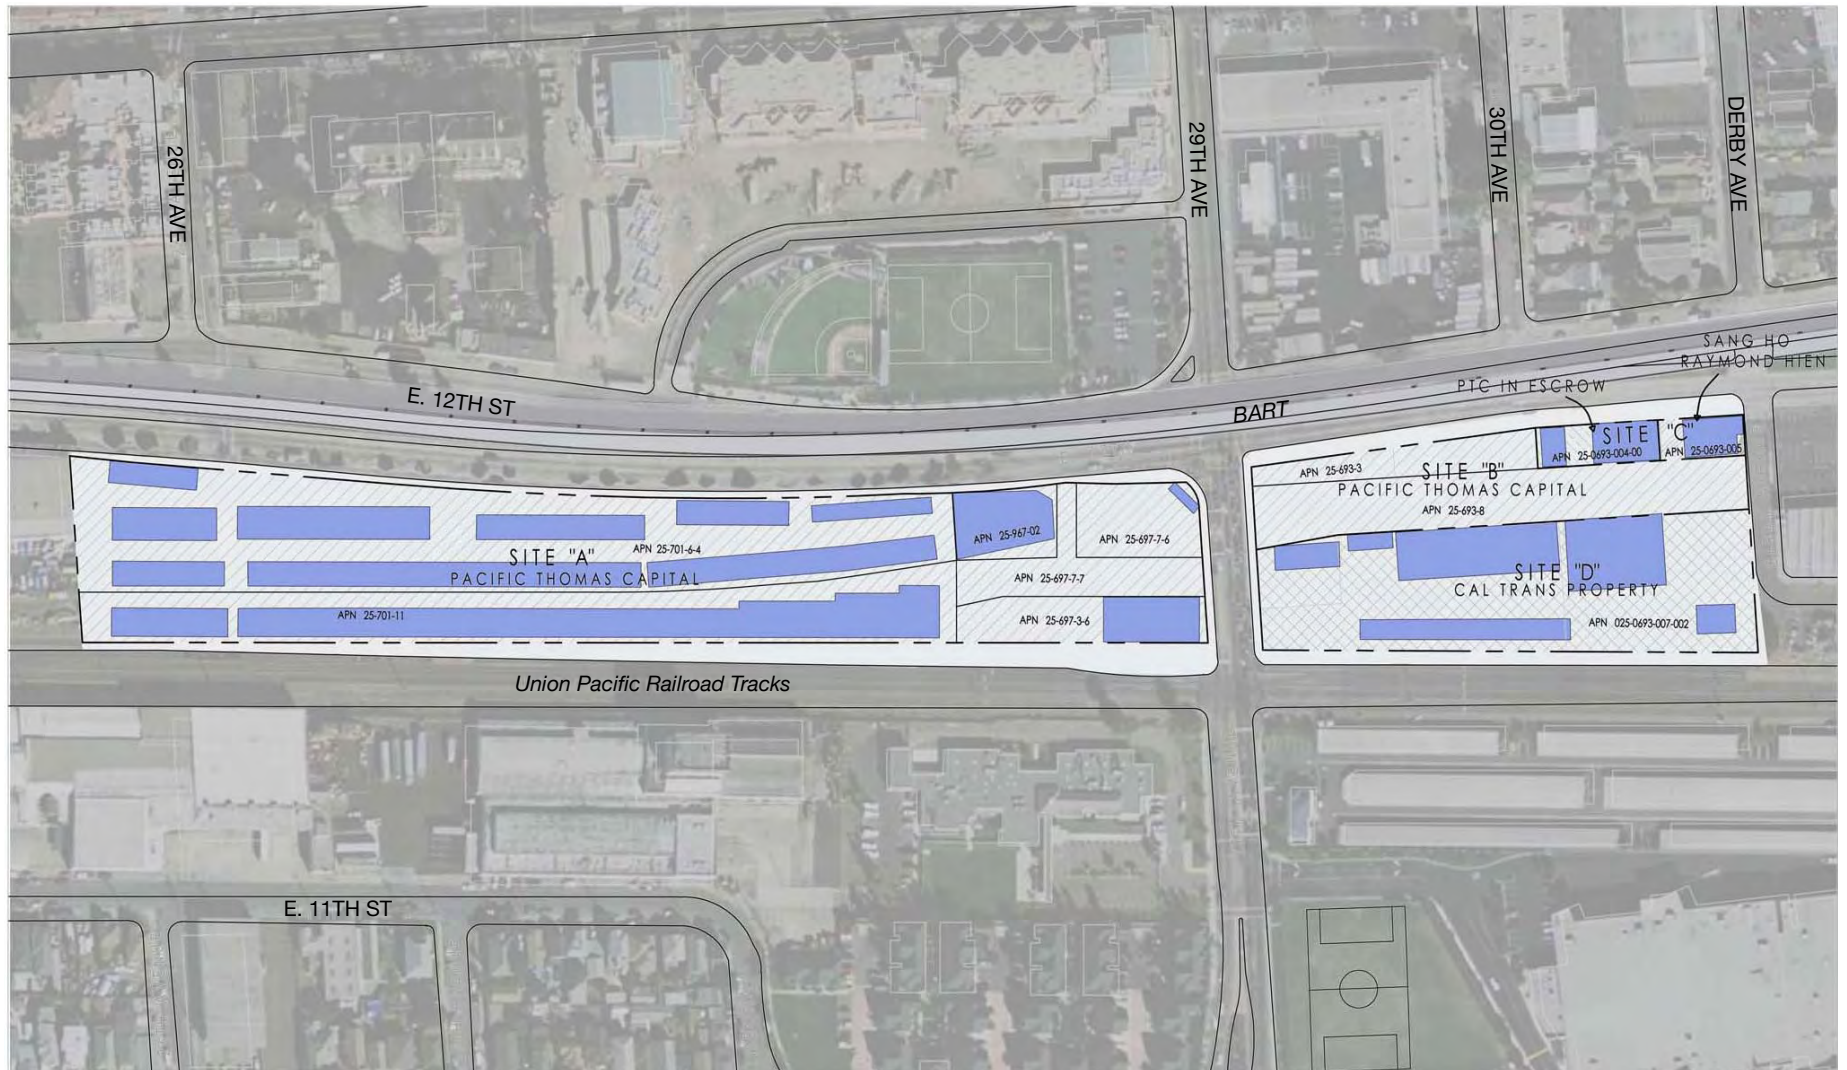 26TH AVE
29TH AVE
30TH AVE
DERBY AVE
SANG HO
RAYMOND HIEN
PTC IN ESCROW
E. 12TH ST
BART
SITE "C"
APN 25-0693-004-00
APN 25-0693-005
APN 25-693-3
SITE "B"
PACIFIC THOMAS CAPITAL
APN 25-693-8
APN 25-967-02
APN 25-697-7-6
SITE "A"
APN 25-701-6-4
PACIFIC THOMAS CAPITAL
APN 25-697-7-7
SITE "D"
CAL TRANS PROPERTY
APN 25-701-11
APN 25-697-3-6
APN 025-0693-007-002
Union Pacific Railroad Tracks
E. 11TH ST